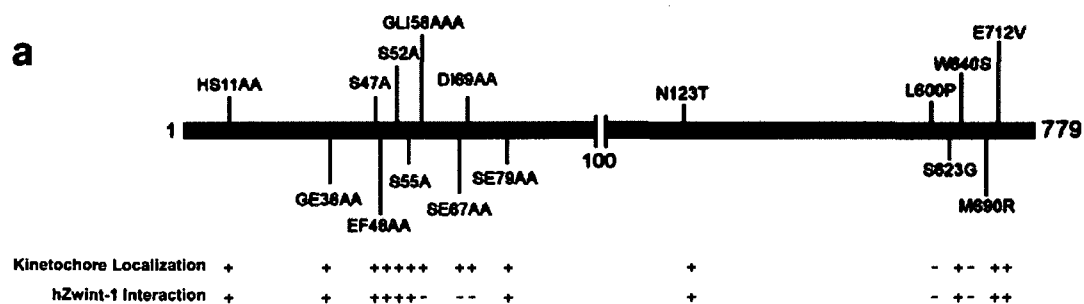 a
GLI58AAA
E712V
S52A
W640S
HS11AA
S47A
DI69AA
N123T
L600P
1
779
100
GE36AA
S55A
SE79AA
S623G
EF48AA
SE67AA
M690R
Kinetochore Localization + + +++++ ++ + + - +- ++
hZwint-1 Interaction + + ++++- -- + + - +- ++